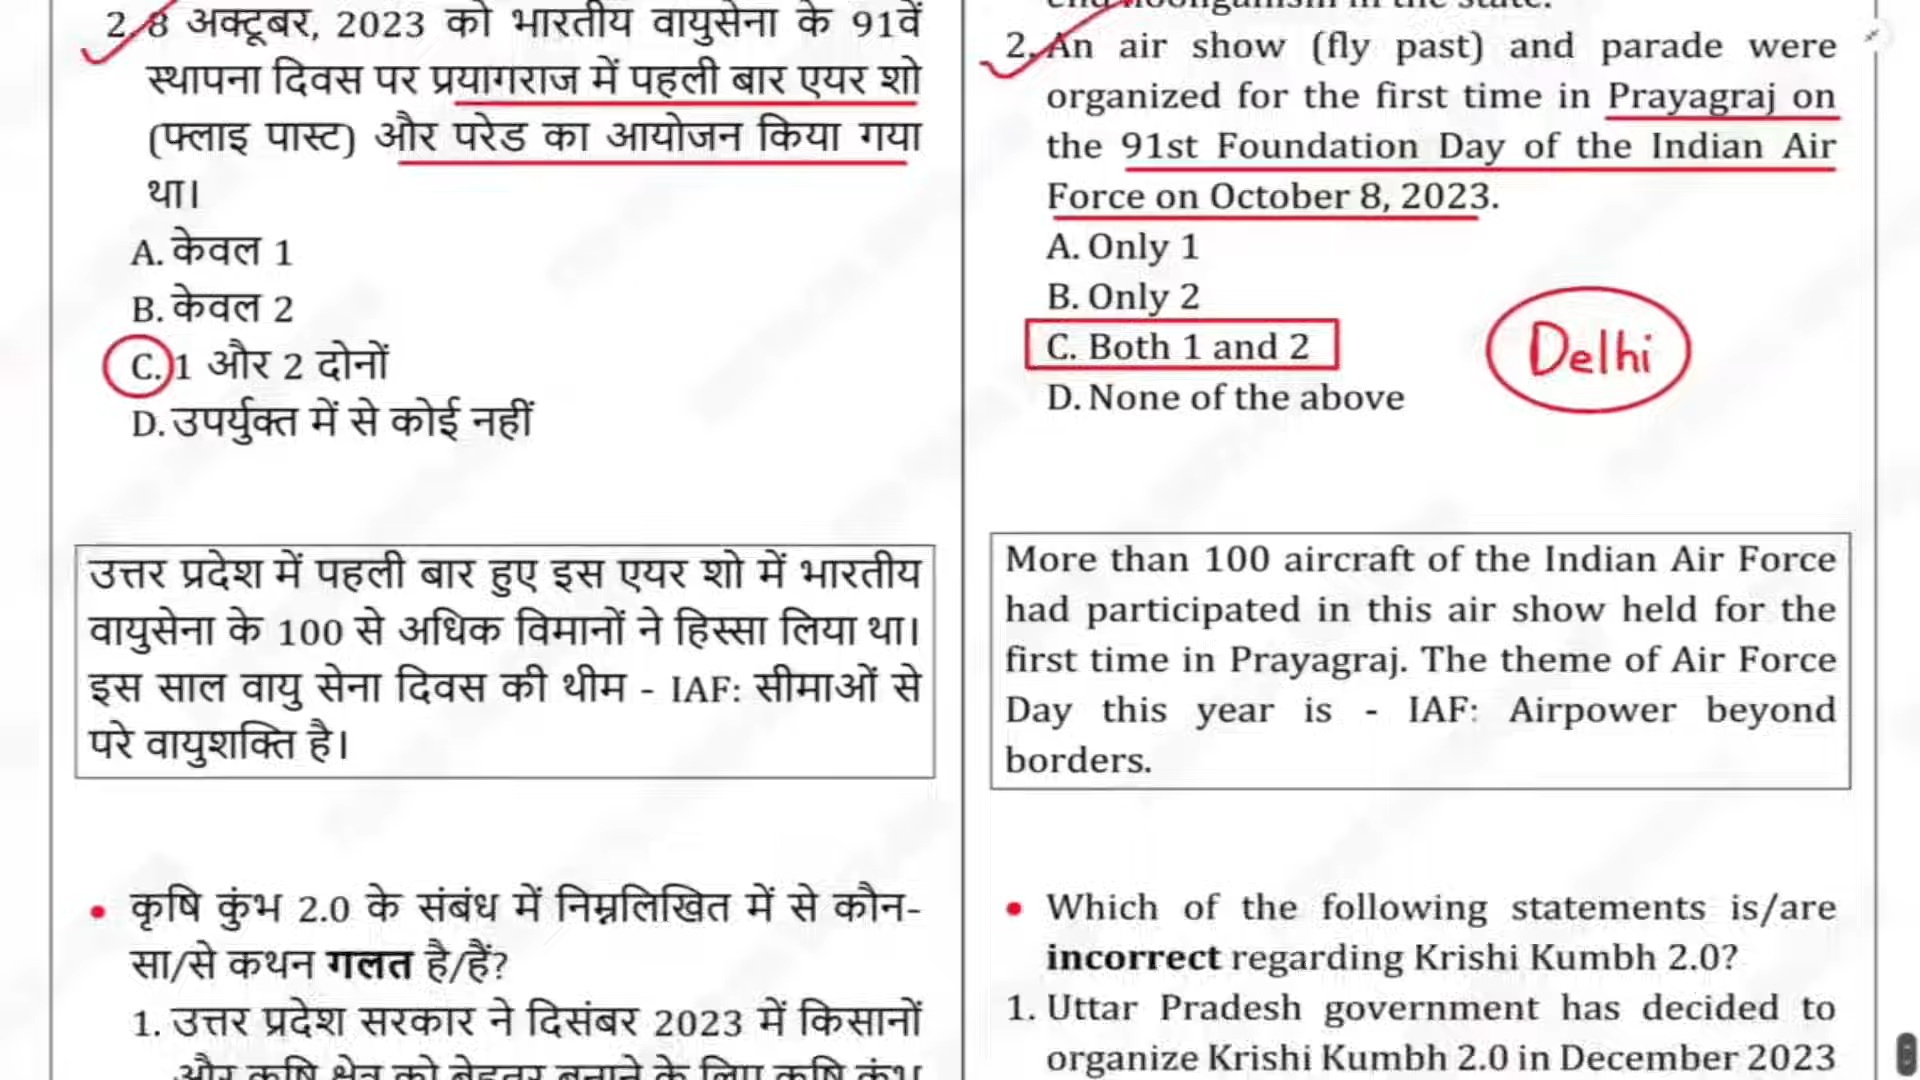 2. 8 अक्टूबर, 2023 को भारतीय वायुसेना के 91वें
स्थापना दिवस पर प्रयागराज में पहली बार एयर शो
(फ्लाइ पास्ट) और परेड का आयोजन किया गया
था।
A. केवल 1
B. केवल 2
C. 1 और 2 दोनों
D. उपर्युक्त में से कोई नहीं
उत्तर प्रदेश में पहली बार हुए इस एयर शो में भारतीय
वायुसेना के 100 से अधिक विमानों ने हिस्सा लिया था।
इस साल वायु सेना दिवस की थीम - IAF: सीमाओं से
परे वायुशक्ति है।
• कृषि कुंभ 2.0 के संबंध में निम्नलिखित में से कौन-
सा/से कथन गलत है/हैं?
1. उत्तर प्रदेश सरकार ने दिसंबर 2023 में किसानों
और कृषि क्षेत्र को बेहतर बनाने के लिए कृषि कुंभ
end hooliganism in the state.
2. An air show (fly past) and parade were
organized for the first time in Prayagraj on
the 91st Foundation Day of the Indian Air
Force on October 8, 2023.
A. Only 1
B. Only 2
C. Both 1 and 2
D. None of the above
Delhi
More than 100 aircraft of the Indian Air Force
had participated in this air show held for the
first time in Prayagraj. The theme of Air Force
Day this year is - IAF: Airpower beyond
borders.
• Which of the following statements is/are
incorrect regarding Krishi Kumbh 2.0?
1. Uttar Pradesh government has decided to
organize Krishi Kumbh 2.0 in December 2023